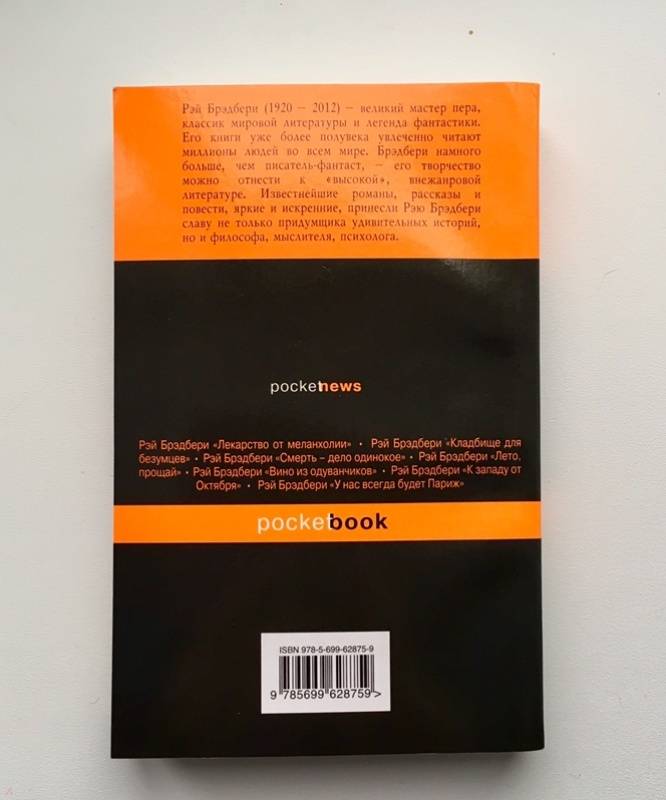 Рэй Брэдбери (1920 – 2012) – великий мастер пера,
классик мировой литературы и легенда фантастики.
Его книги уже более полувека увлеченно читают
миллионы людей во всем мире. Брэдбери намного
больше, чем писатель-фантаст, – его творчество
можно отнести к «высокой», внежанровой
литературе. Известнейшие романы, рассказы и
повести, яркие и искренние, принесли Рэю Брэдбери
славу не только придумщика удивительных историй,
но и философа, мыслителя, психолога.
pocketnews
Рэй Брэдбери «Лекарство от меланхолии» • Рэй Брэдбери «Кладбище для
безумцев» • Рэй Брэдбери «Смерть – дело одинокое» • Рэй Брэдбери «Лето,
прощай» • Рэй Брэдбери «Вино из одуванчиков» • Рэй Брэдбери «К западу от
Октября» • Рэй Брэдбери «У нас всегда будет Париж»
pocketbook
ISBN 978-5-699-62875-9
9 785699 628759 >